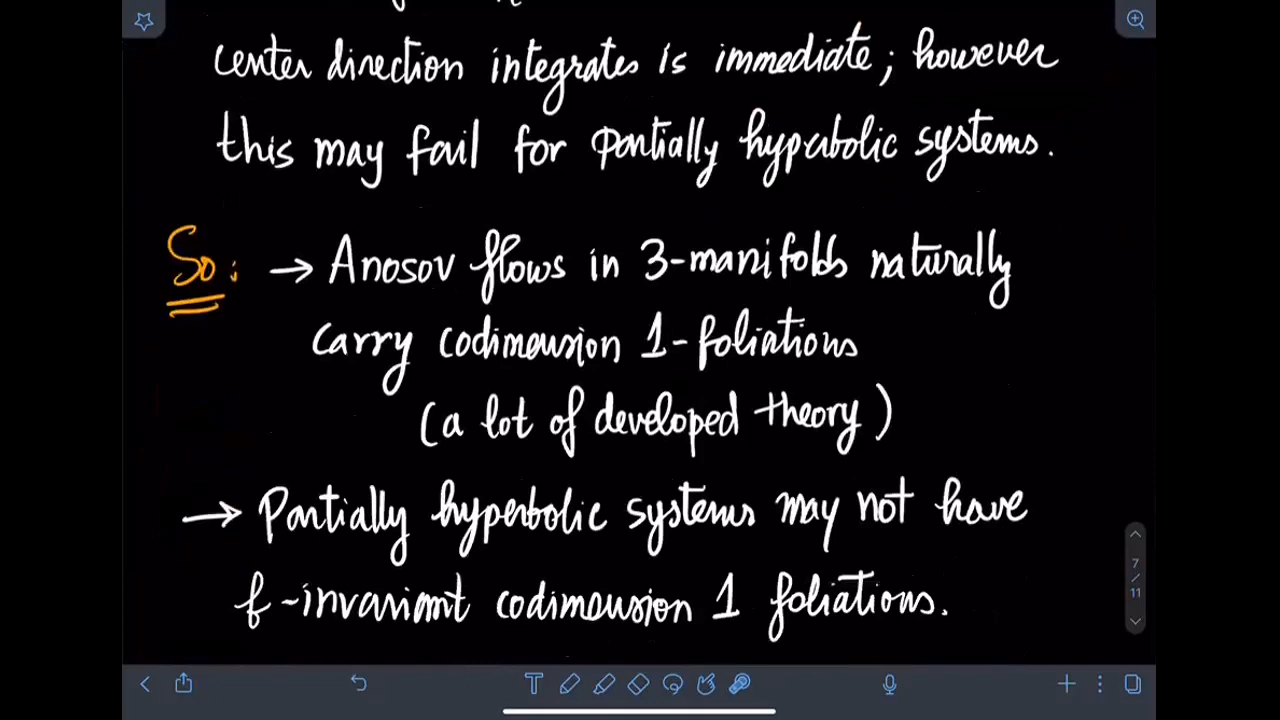 center direction integrates is immediate; however
this may fail for partially hyperbolic systems.
So: → Anosov flows in 3-manifolds naturally
carry codimension 1-foliations
(a lot of developed theory)
→ Partially hyperbolic systems may not have
f-invariant codimension 1 foliations.
7
/
11
T